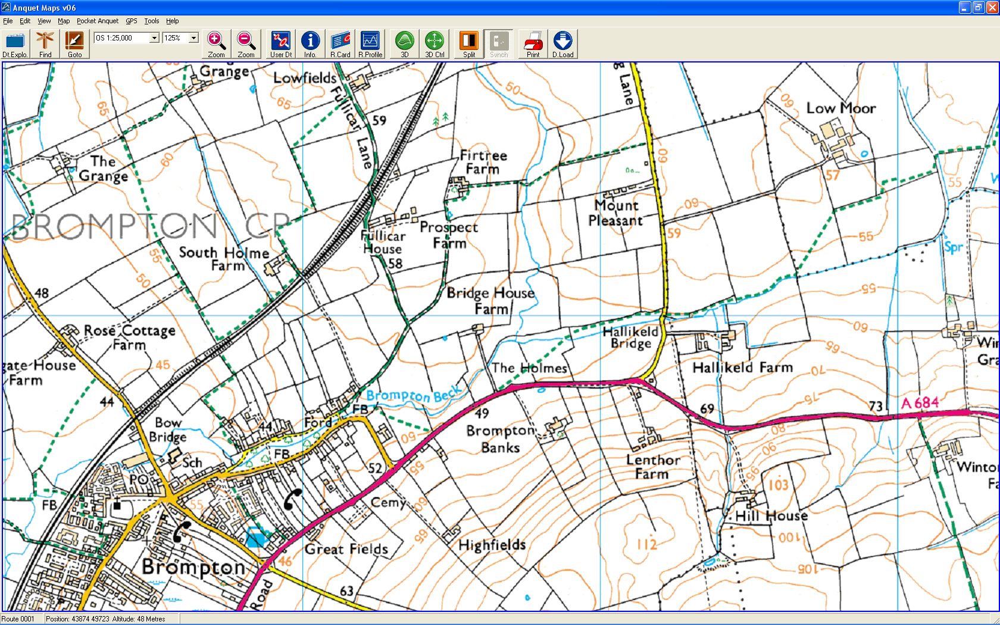 Anquet Maps v06
File Edit View Map Pocket Anquet GPS Tools Help
OS 1:25,000 125%
Dt.Explo. Find Goto Zoom Zoom User Dt Info. R.Card R.Profile 3D 3D Ctrl Split Synch Print D.Load
Grange
Lowfields
65
65
Fullicar Lane
59
50
g Lane
60
Low Moor
57
55
The
Grange
60
Firtree
Farm
60
Mount
Pleasant
60
59
55
BROMPTON CP
Fullicar
House
58
Prospect
Farm
South Holme
Farm
55
50
48
Spr
55
Bridge House
Farm
Rose Cottage
Farm
45
gate House
Farm
Hallikeld
Bridge
60
65
Hallikeld Farm
70
75
The Holmes
44
Brompton Beck
FB
49
69
73
A 684
80
Bow
Bridge
44
Ford
50
Brompton
Banks
90
95
Sch
FB
52
55
Lenthor
Farm
103
PO
55
Cemy
60
FB
65
Hill House
100
112
Highfields
Great Fields
46
105
Brompton
Road
63
Route 0001 Position: 43874 49723 Altitude: 48 Metres